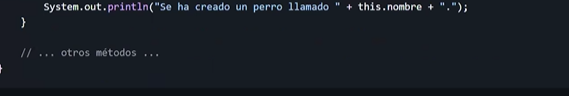 System.out.println("Se ha creado un perro llamado " + this.nombre + ".");
}
// ... otros métodos ...
}